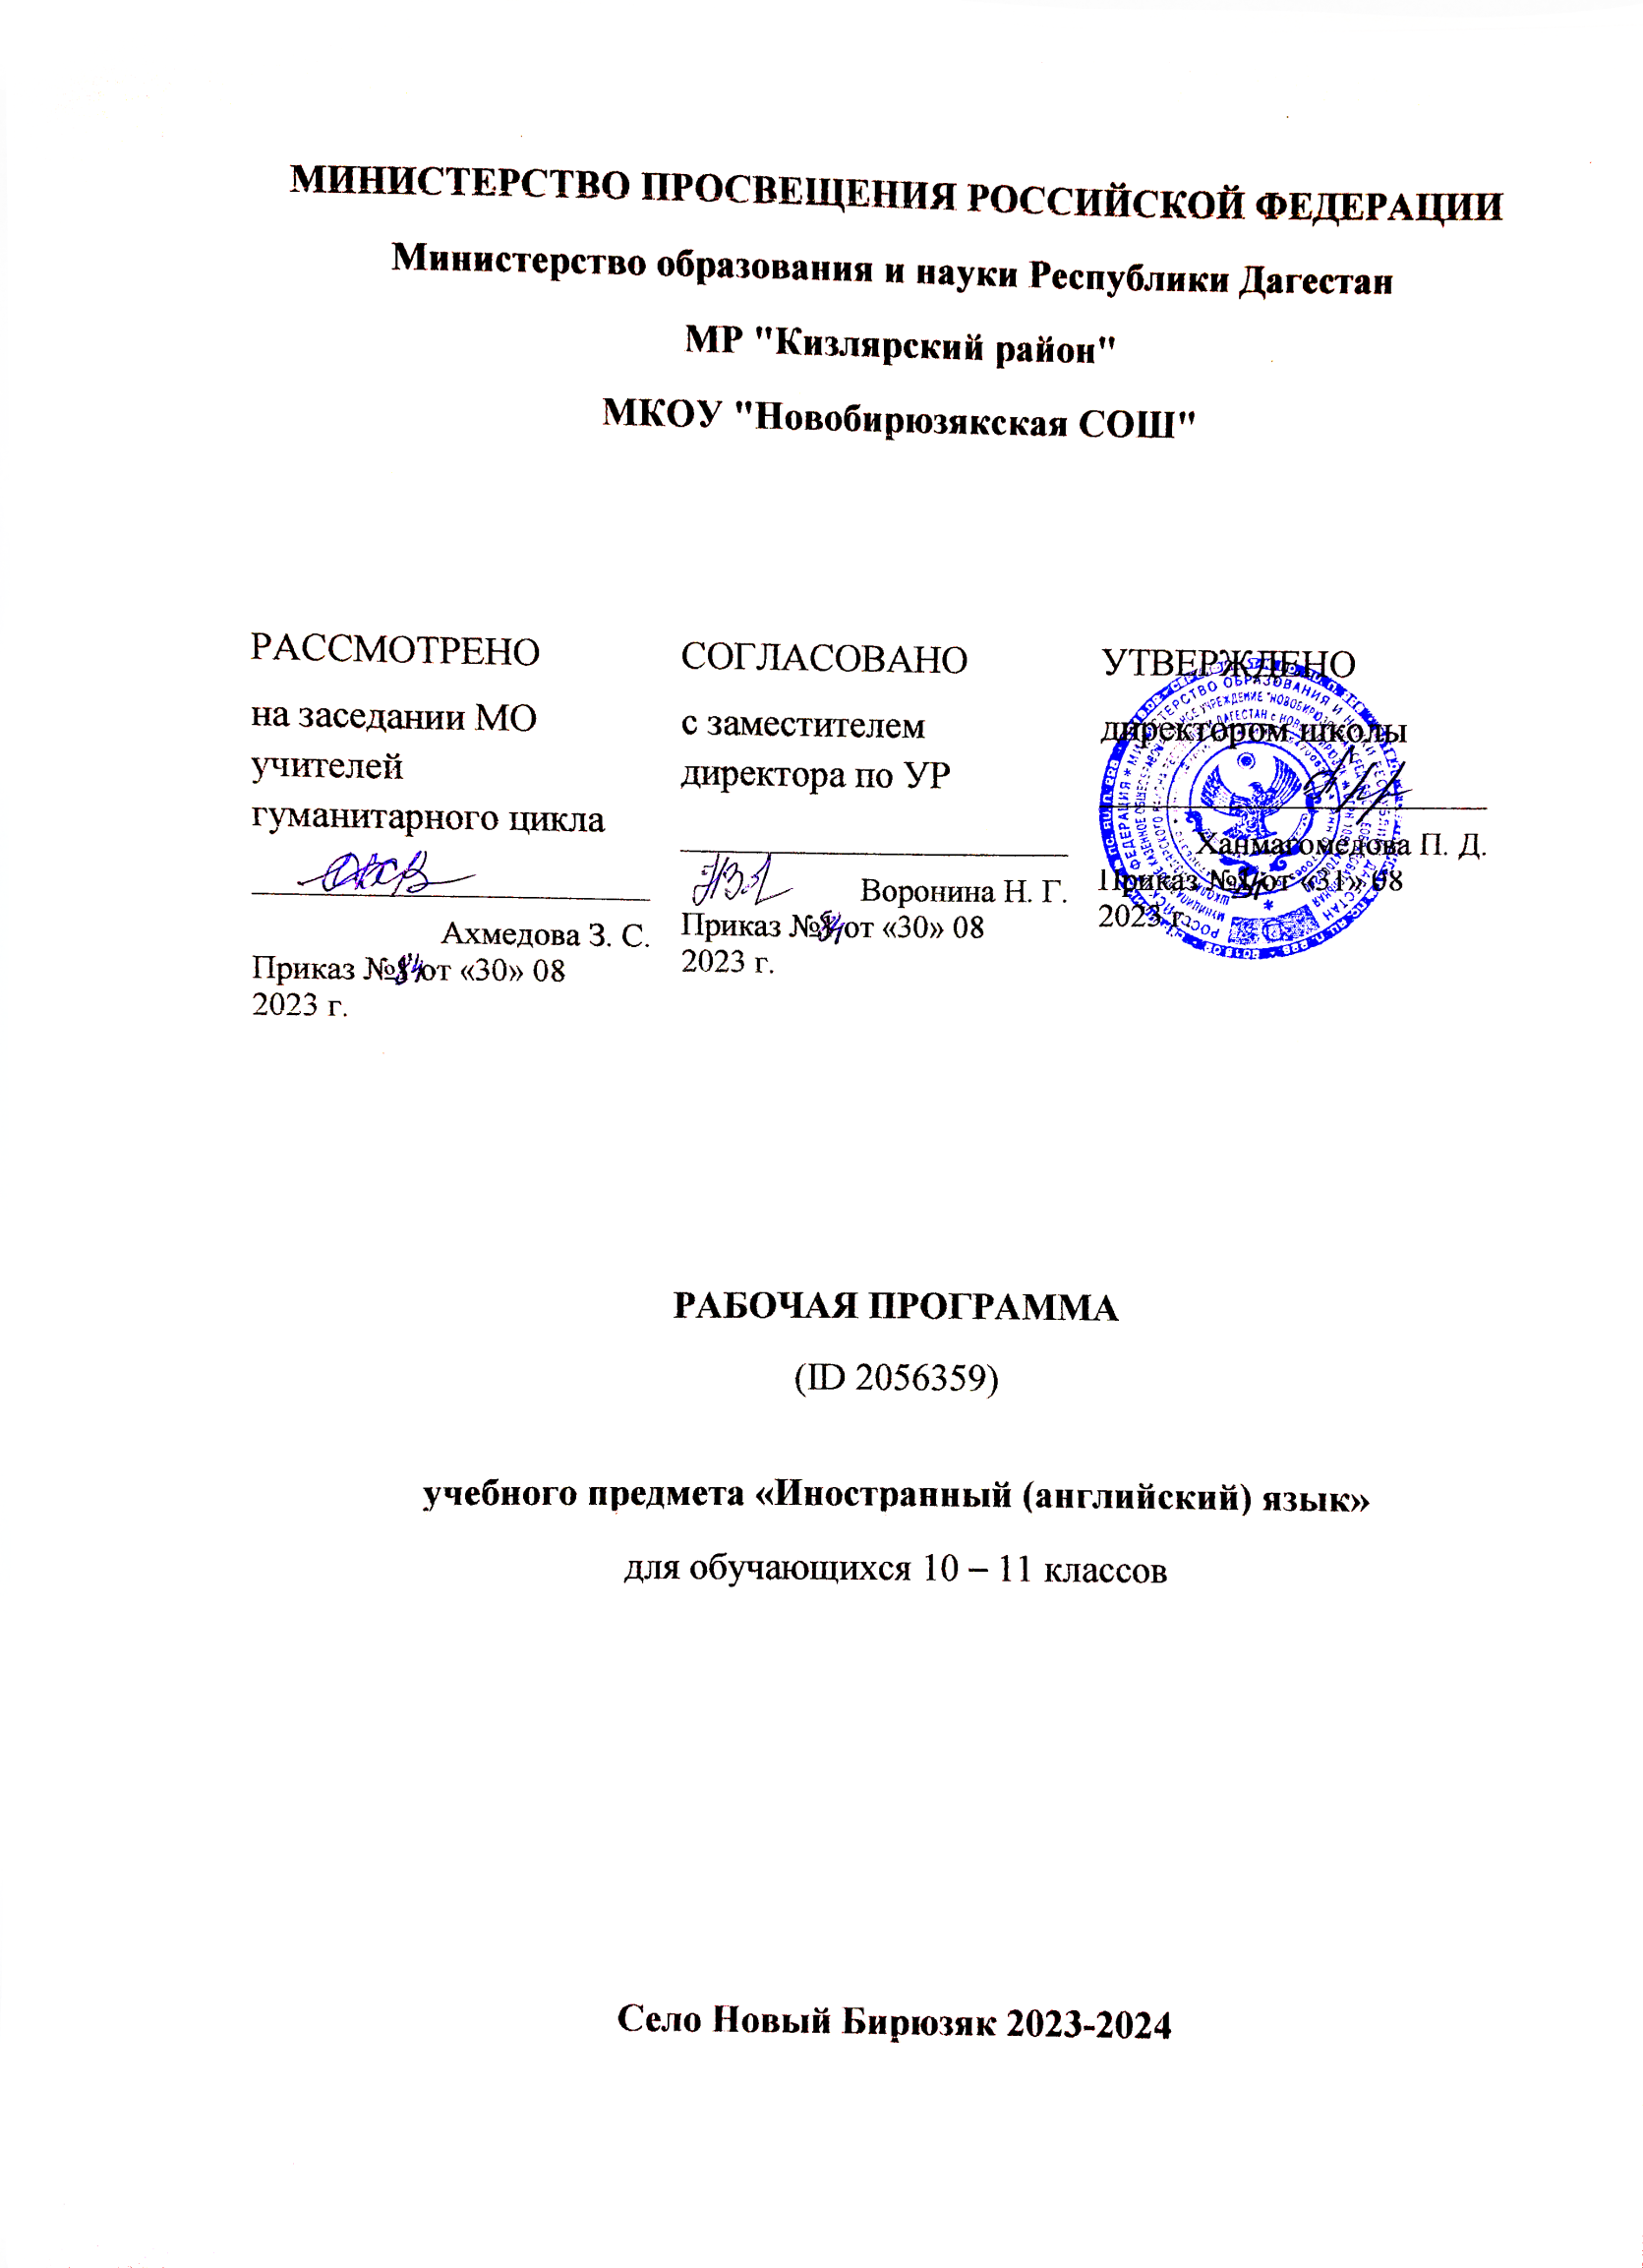 МИНИСТЕРСТВО ПРОСВЕЩЕНИЯ РОССИЙСКОЙ ФЕДЕРАЦИИ
Министерство образования и науки Республики Дагестан
МР "Кизлярский район"
МКОУ "Новобирюзякская СОШ"
РАССМОТРЕНО
на заседании МО
учителей
гуманитарного цикла
Ахмедова З. С.
Приказ № от «30» 08
2023 г.
СОГЛАСОВАНО
с заместителем
директора по УР
Воронина Н. Г.
Приказ № от «30» 08
2023 г.
УТВЕРЖДЕНО
директором школы
Ханмагомедова П. Д.
Приказ № от «31» 08
2023 г.
РАБОЧАЯ ПРОГРАММА
(ID 2056359)
учебного предмета «Иностранный (английский) язык»
для обучающихся 10 – 11 классов
Село Новый Бирюзяк 2023-2024